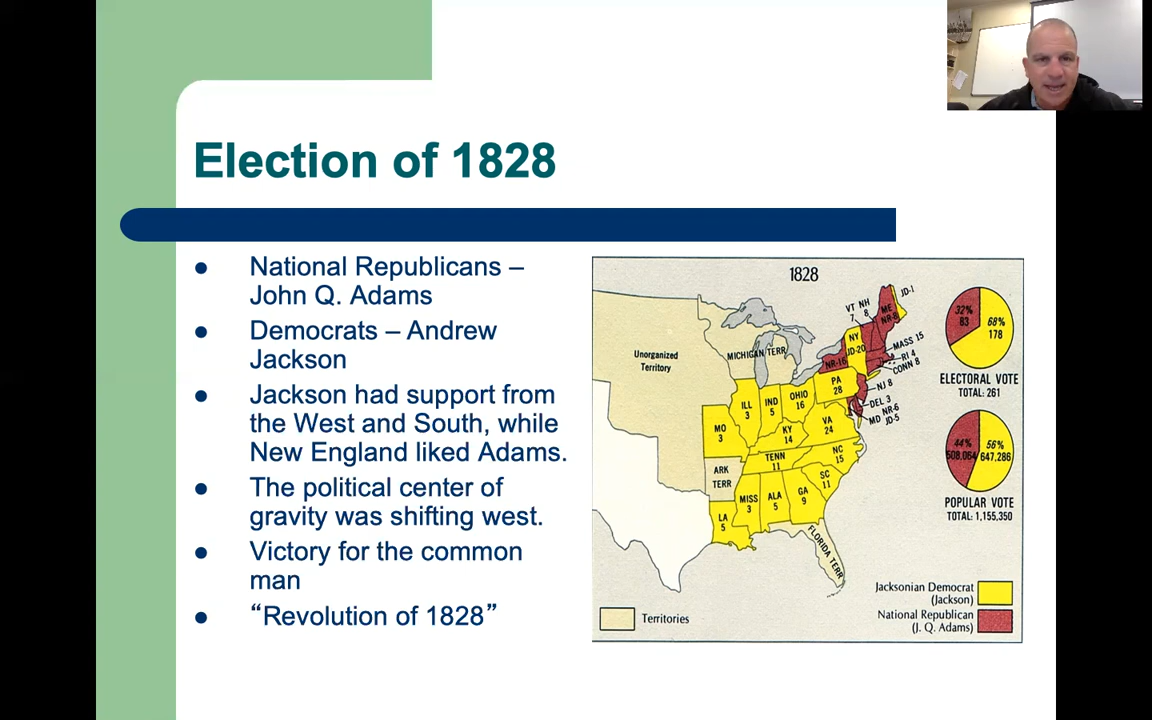 Election of 1828
● National Republicans –
John Q. Adams
● Democrats – Andrew
Jackson
● Jackson had support from
the West and South, while
New England liked Adams.
● The political center of
gravity was shifting west.
● Victory for the common
man
● “Revolution of 1828”
1828
Unorganized
Territory
MICHIGAN TERR
VT
7
NH
8
ME
NR-8
JD-1
NY
JD-20
NR-16
MASS 15
RI 4
CONN 8
NJ 8
DEL 3
MD NR-6
JD-5
PA
28
OHIO
16
IND
5
ILL
3
MO
3
KY
14
VA
24
TENN
11
NC
15
SC
11
ARK
TERR
MISS
3
ALA
5
GA
9
LA
5
FLORIDA TERR
32%
83
68%
178
ELECTORAL VOTE
TOTAL: 261
44%
508,064
56%
647,286
POPULAR VOTE
TOTAL: 1,155,350
Jacksonian Democrat
(Jackson)
National Republican
(J. Q. Adams)
Territories